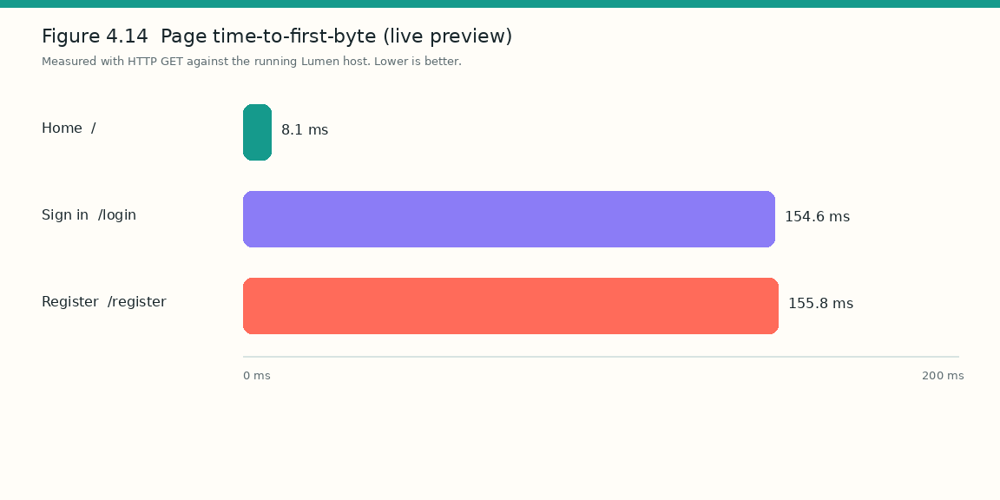 Figure 4.14  Page time-to-first-byte (live preview)
Measured with HTTP GET against the running Lumen host. Lower is better.
Home  /
8.1 ms
Sign in  /login
154.6 ms
Register  /register
155.8 ms
0 ms
200 ms